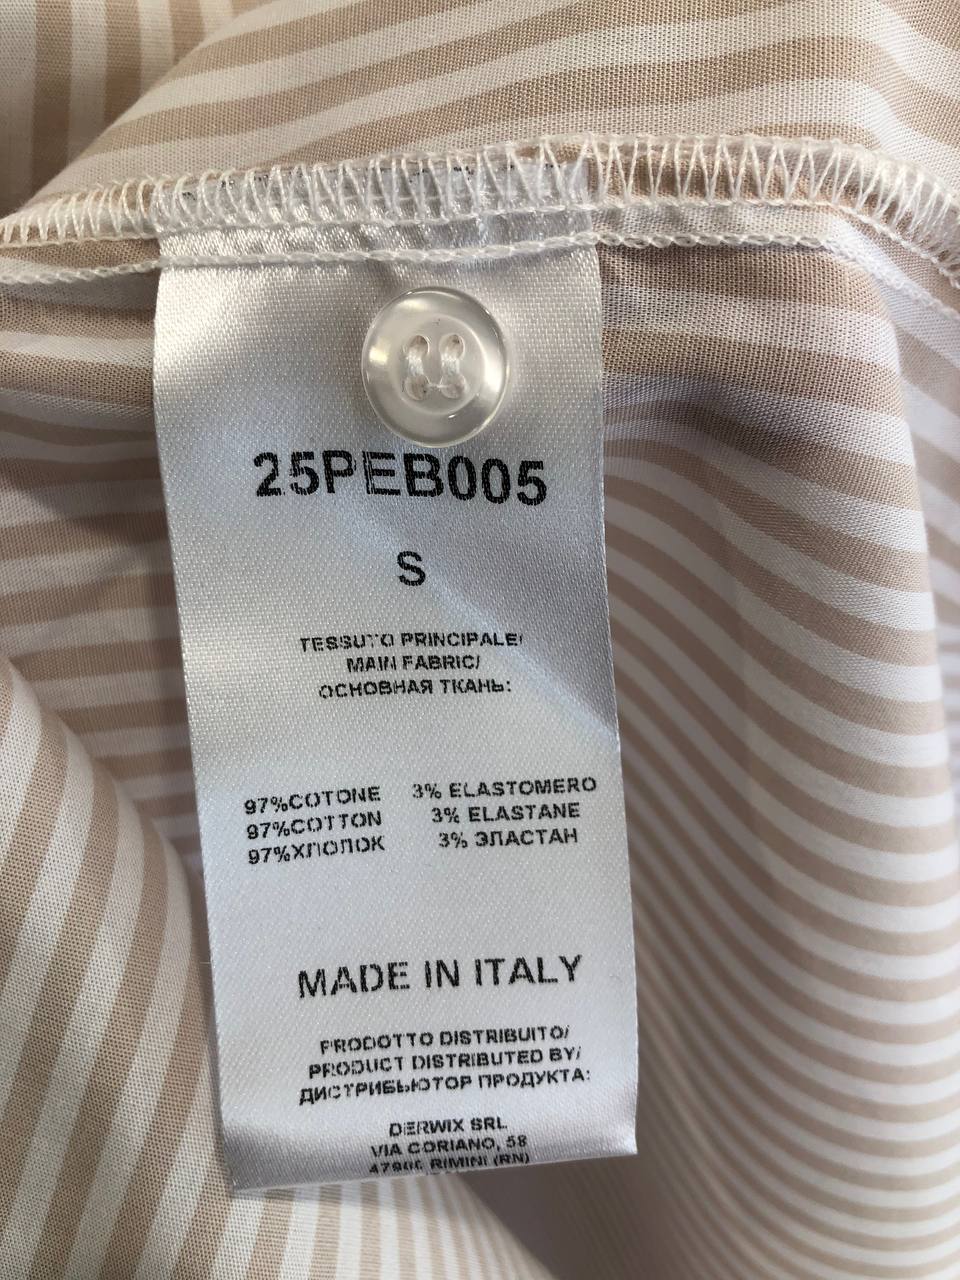 25PEB005
S
TESSUTO PRINCIPALE/
MAIN FABRIC/
ОСНОВНАЯ ТКАНЬ:
97%COTONE 3% ELASTOMERO
97%COTTON 3% ELASTANE
97%ХЛОПОК 3% ЭЛАСТАН
MADE IN ITALY
PRODOTTO DISTRIBUITO/
PRODUCT DISTRIBUTED BY/
ДИСТРИБЬЮТОР ПРОДУКТА:
DERWIX SRL
VIA CORIANO, 58
RIMINI (RN)